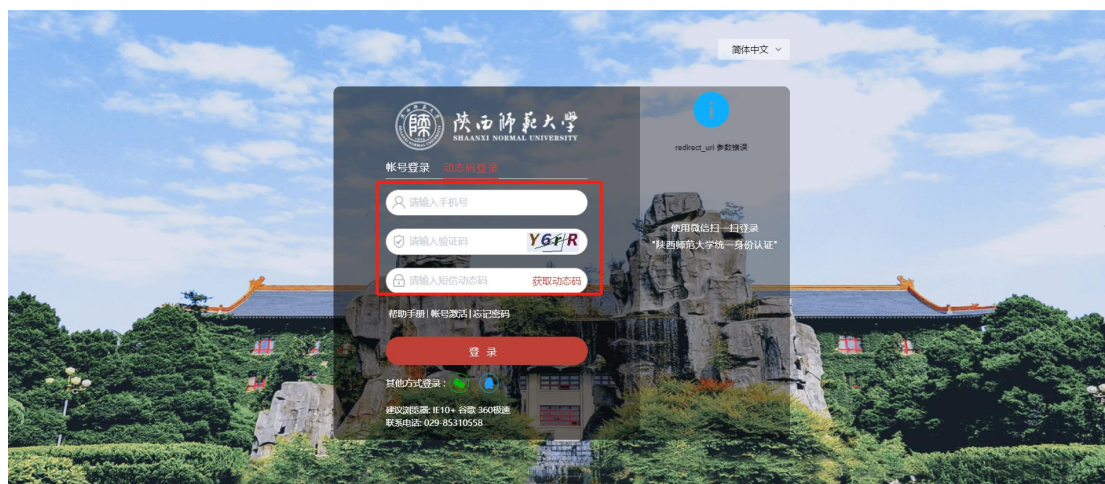 简体中文
陕西师范大学
SHAANXI NORMAL UNIVERSITY
帐号登录 动态码登录
请输入手机号
请输入验证码 YGrR
请输入短信动态码 获取动态码
帮助手册|帐号激活|忘记密码
登 录
其他方式登录:
建议浏览器: IE10+ 谷歌 360极速
联系电话: 029-85310558
redirect_uri 参数错误
使用微信扫一扫登录
"陕西师范大学统一身份认证"